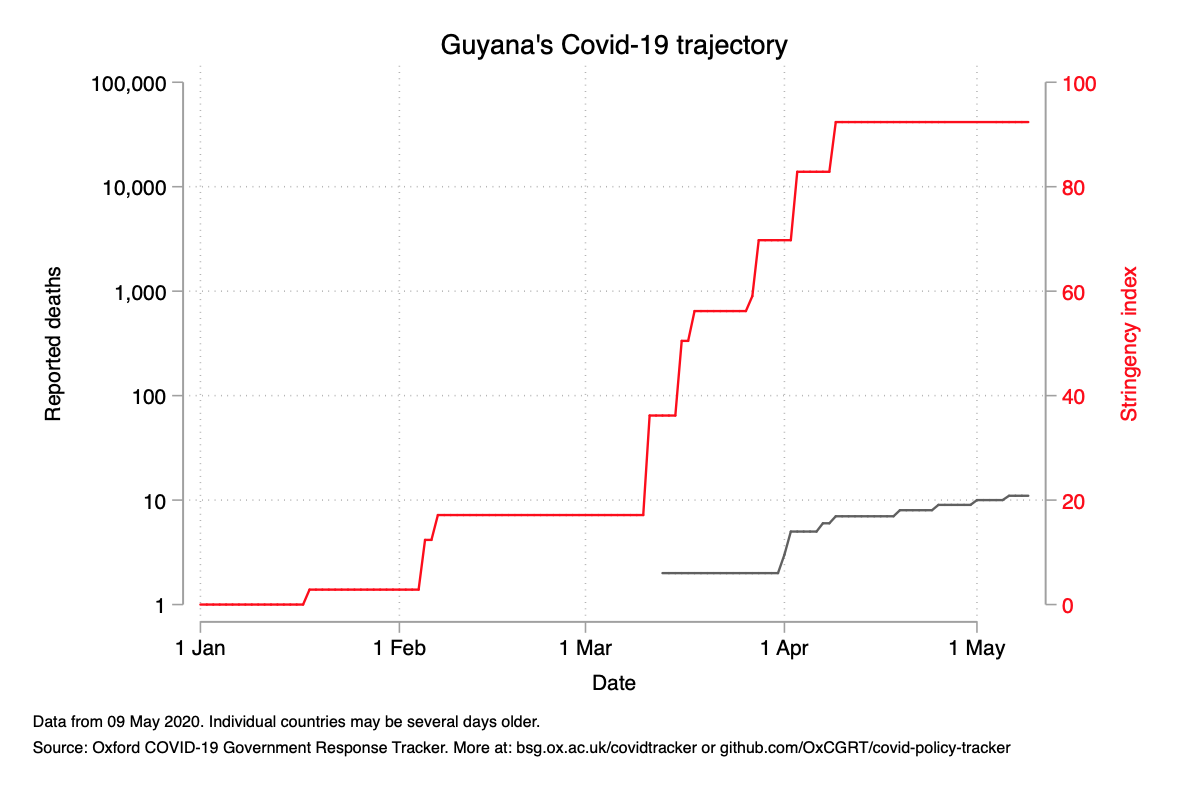 Guyana's Covid-19 trajectory
100,000
10,000
1,000
100
10
1
Reported deaths
100
80
60
40
20
0
Stringency index
1 Jan
1 Feb
1 Mar
1 Apr
1 May
Date
Data from 09 May 2020. Individual countries may be several days older.
Source: Oxford COVID-19 Government Response Tracker. More at: bsg.ox.ac.uk/covidtracker or github.com/OxCGRT/covid-policy-tracker